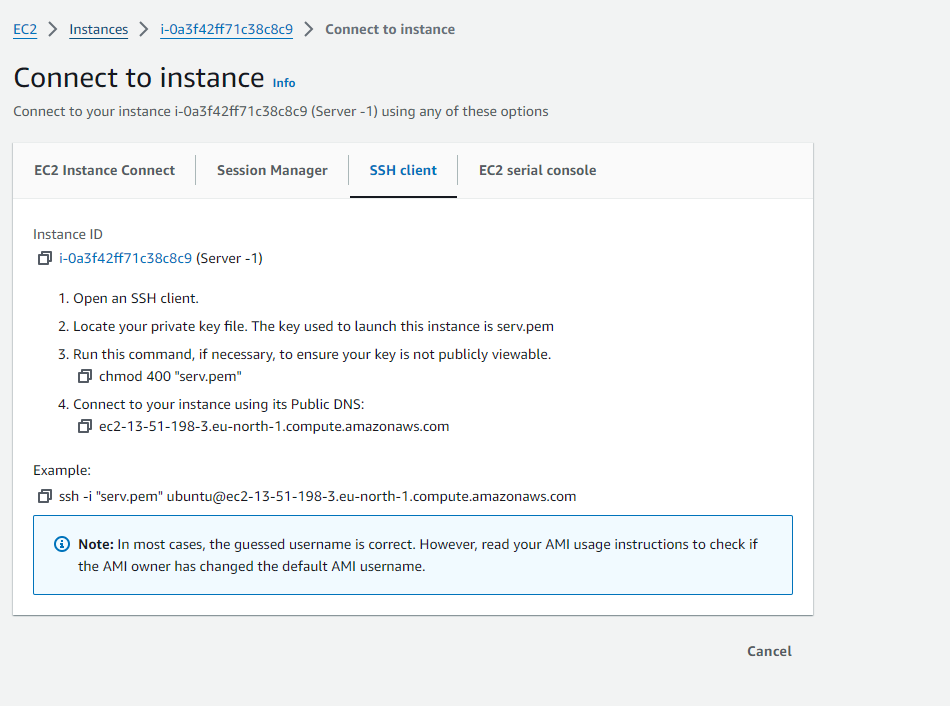 EC2 > Instances > i-0a3f42ff71c38c8c9 > Connect to instance
Connect to instance Info
Connect to your instance i-0a3f42ff71c38c8c9 (Server -1) using any of these options
EC2 Instance Connect Session Manager SSH client EC2 serial console
Instance ID
i-0a3f42ff71c38c8c9 (Server -1)
1. Open an SSH client.
2. Locate your private key file. The key used to launch this instance is serv.pem
3. Run this command, if necessary, to ensure your key is not publicly viewable.
chmod 400 "serv.pem"
4. Connect to your instance using its Public DNS:
ec2-13-51-198-3.eu-north-1.compute.amazonaws.com
Example:
ssh -i "serv.pem" ubuntu@ec2-13-51-198-3.eu-north-1.compute.amazonaws.com
Note: In most cases, the guessed username is correct. However, read your AMI usage instructions to check if
the AMI owner has changed the default AMI username.
Cancel